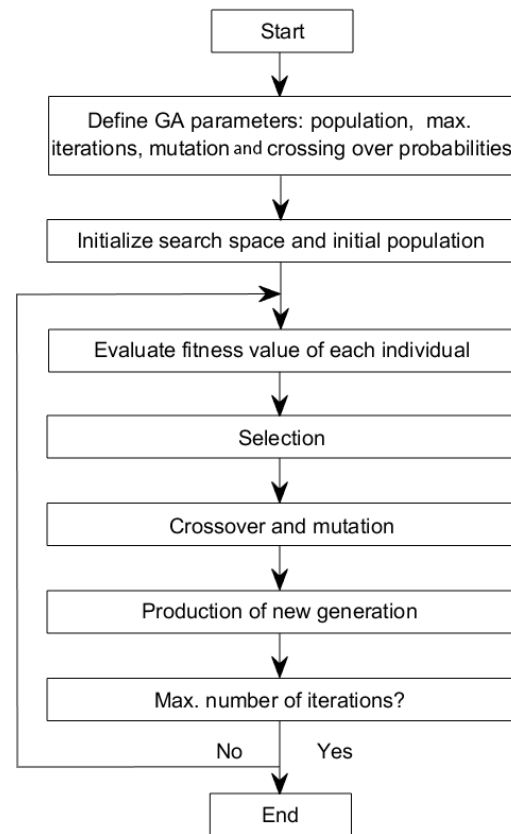 Start
Define GA parameters: population, max.
iterations, mutation and crossing over probabilities
Initialize search space and initial population
Evaluate fitness value of each individual
Selection
Crossover and mutation
Production of new generation
Max. number of iterations?
No Yes
End